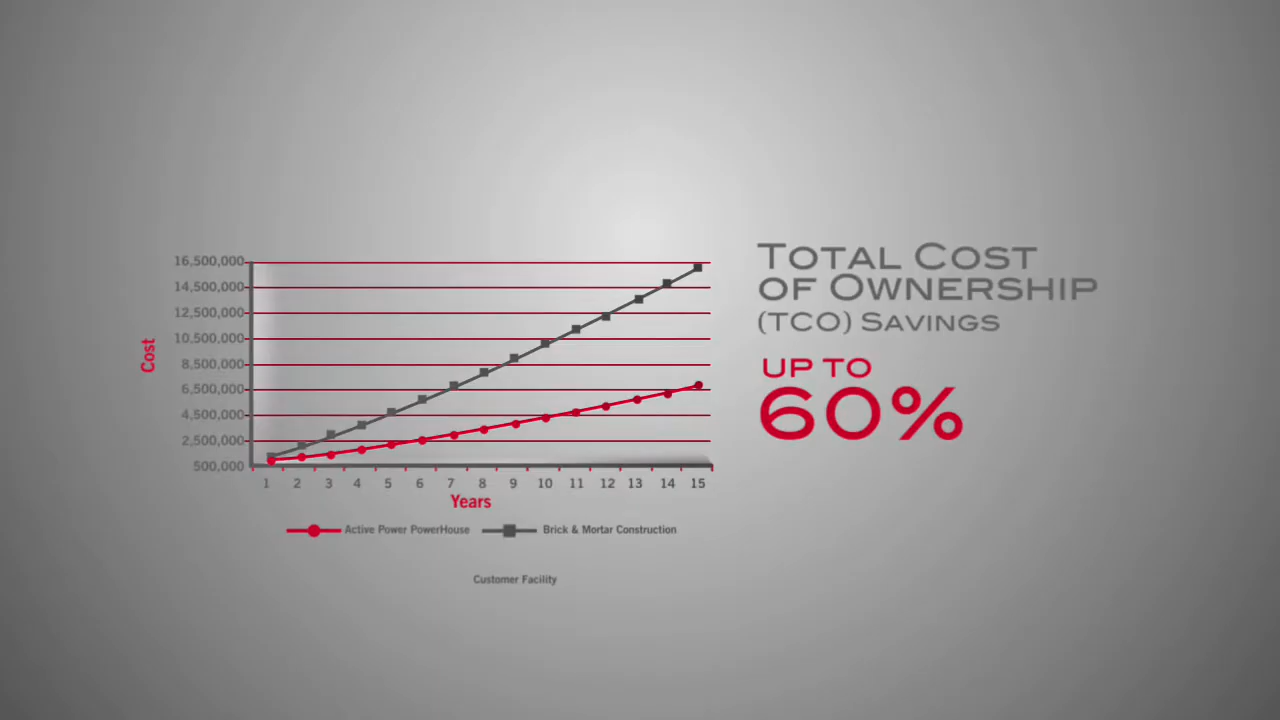 16,500,000
14,500,000
12,500,000
10,500,000
8,500,000
6,500,000
4,500,000
2,500,000
500,000
Cost
1 2 3 4 5 6 7 8 9 10 11 12 13 14 15
Years
Active Power PowerHouse Brick & Mortar Construction
Customer Facility
TOTAL COST
OF OWNERSHIP
(TCO) SAVINGS
UP TO
60%